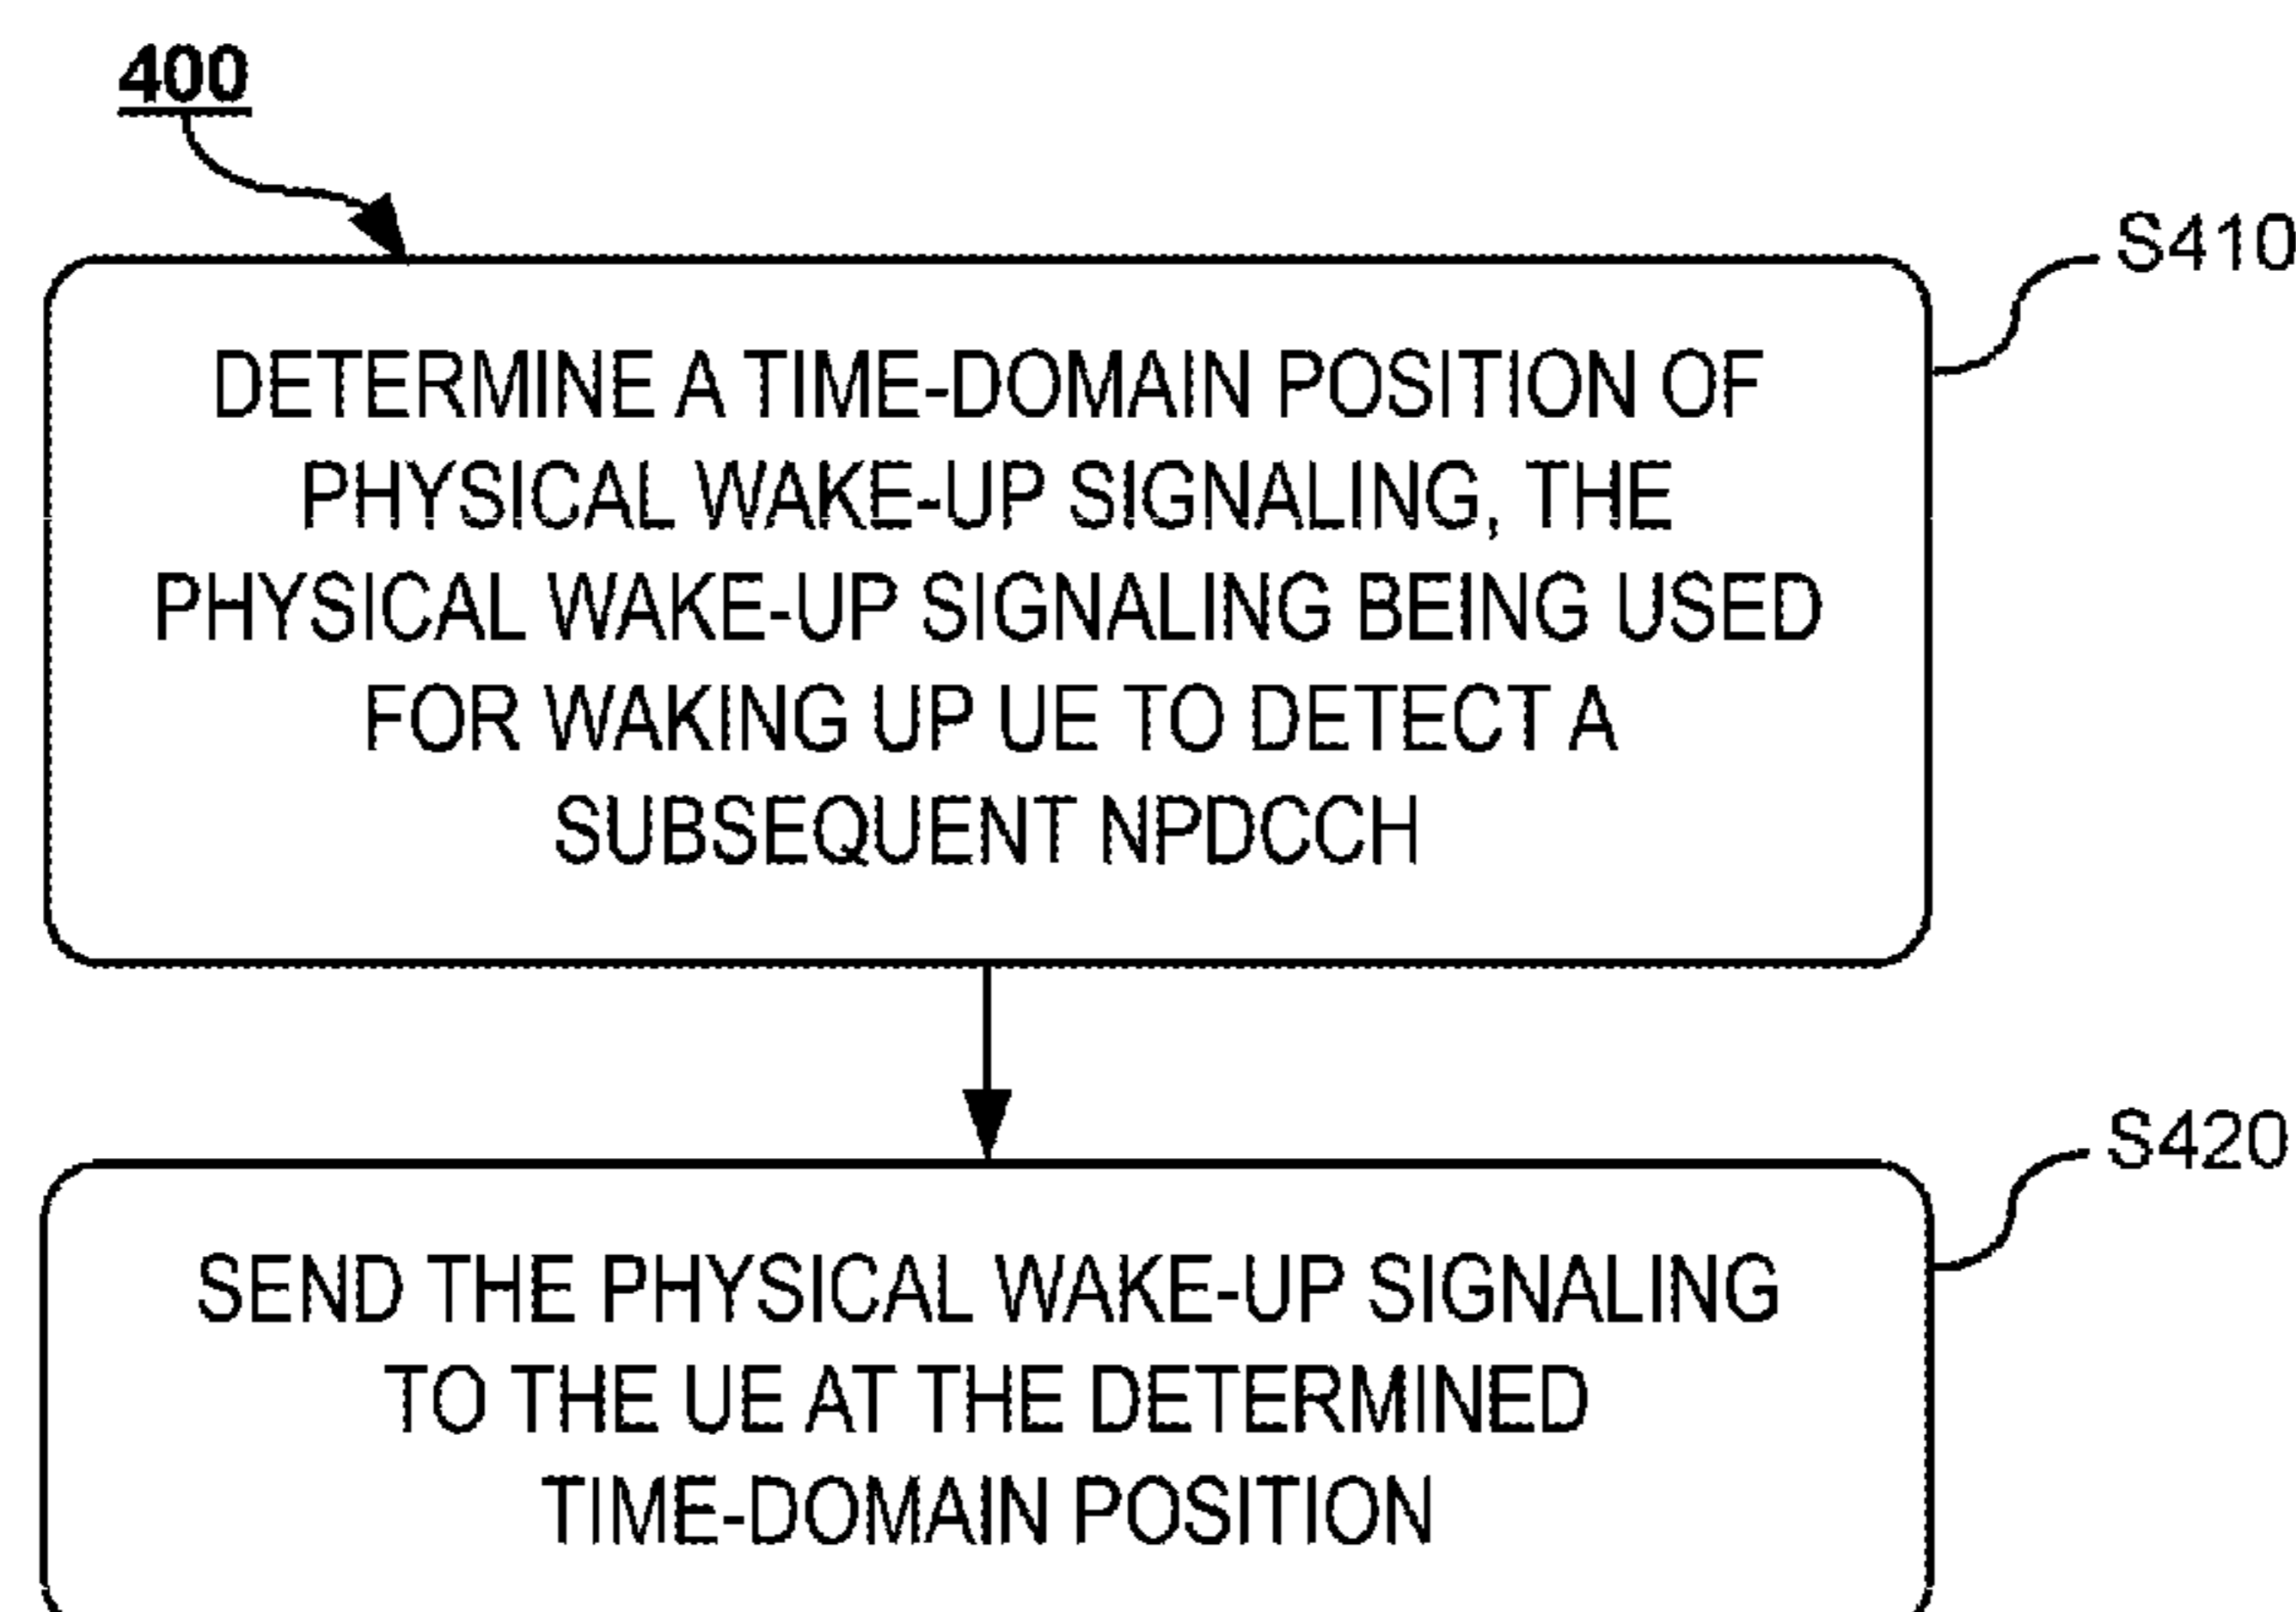 400
S410
DETERMINE A TIME-DOMAIN POSITION OF
PHYSICAL WAKE-UP SIGNALING, THE
PHYSICAL WAKE-UP SIGNALING BEING USED
FOR WAKING UP UE TO DETECT A
SUBSEQUENT NPDCCH
S420
SEND THE PHYSICAL WAKE-UP SIGNALING
TO THE UE AT THE DETERMINED
TIME-DOMAIN POSITION